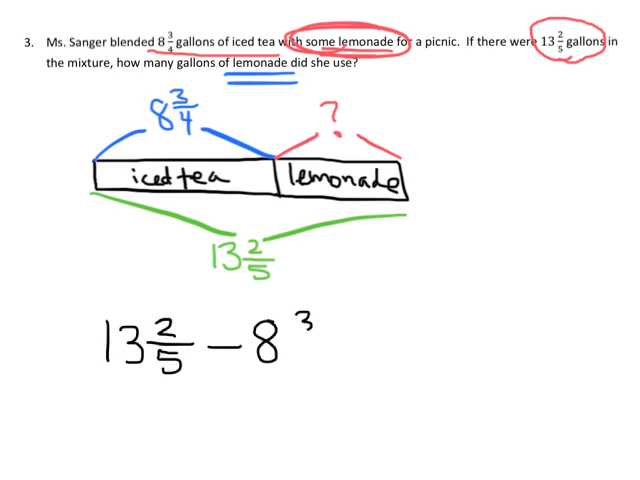 3. Ms. Sanger blended 8 3/4 gallons of iced tea with some lemonade for a picnic. If there were 13 2/5 gallons in
the mixture, how many gallons of lemonade did she use?
8 3/4 ?
iced tea lemonade
13 2/5
13 2/5 - 8 3